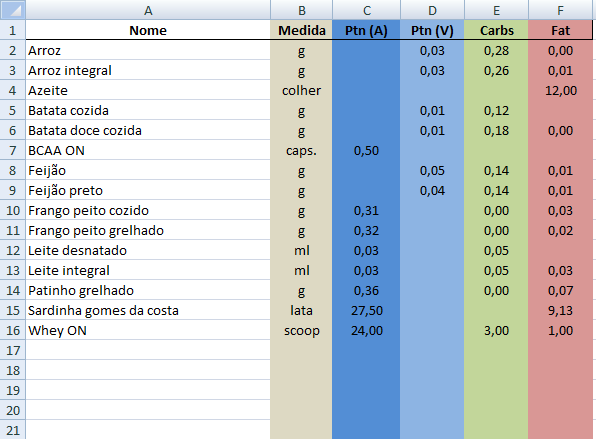 A B C D E F
1 Nome Medida Ptn (A) Ptn (V) Carbs Fat
2 Arroz g 0,03 0,28 0,00
3 Arroz integral g 0,03 0,26 0,01
4 Azeite colher 12,00
5 Batata cozida g 0,01 0,12
6 Batata doce cozida g 0,01 0,18 0,00
7 BCAA ON caps. 0,50
8 Feijão g 0,05 0,14 0,01
9 Feijão preto g 0,04 0,14 0,01
10 Frango peito cozido g 0,31 0,00 0,03
11 Frango peito grelhado g 0,32 0,00 0,02
12 Leite desnatado ml 0,03 0,05
13 Leite integral ml 0,03 0,05 0,03
14 Patinho grelhado g 0,36 0,00 0,07
15 Sardinha gomes da costa lata 27,50 9,13
16 Whey ON scoop 24,00 3,00 1,00
17
18
19
20
21